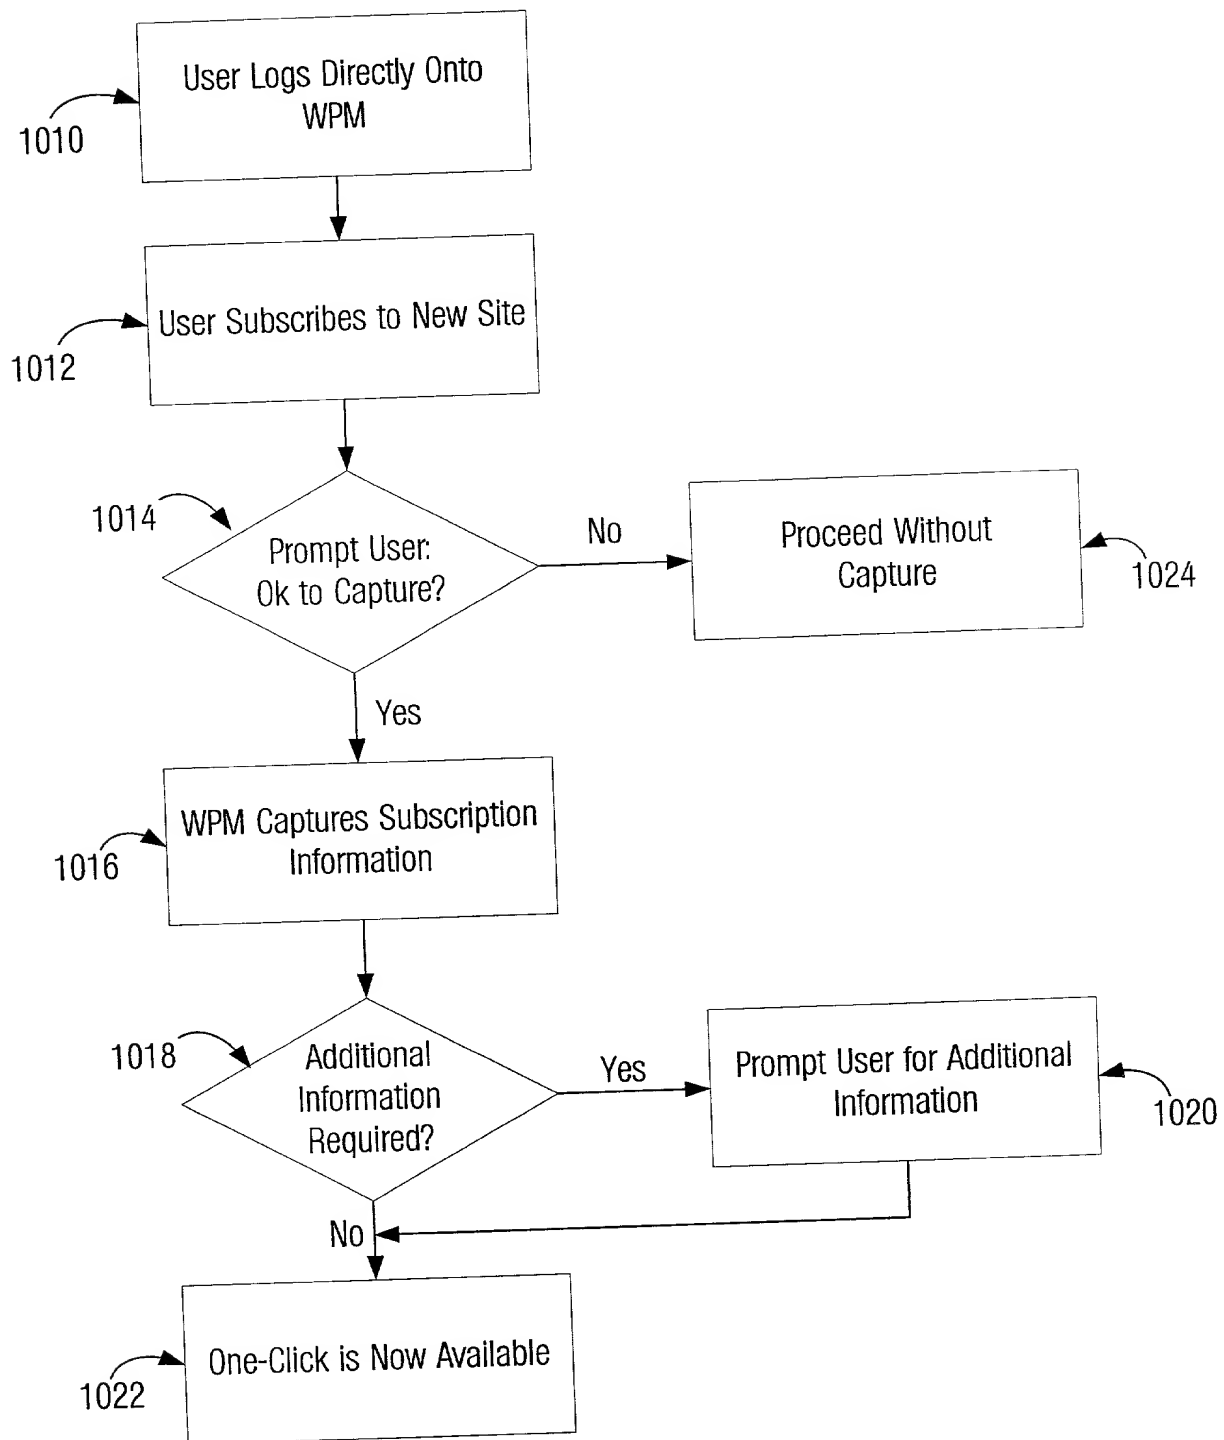 User Logs Directly Onto
WPM
1010
User Subscribes to New Site
1012
1014
Prompt User:
Ok to Capture?
No
Proceed Without
Capture
1024
Yes
WPM Captures Subscription
Information
1016
1018
Additional
Information
Required?
Yes
Prompt User for Additional
Information
1020
No
One-Click is Now Available
1022